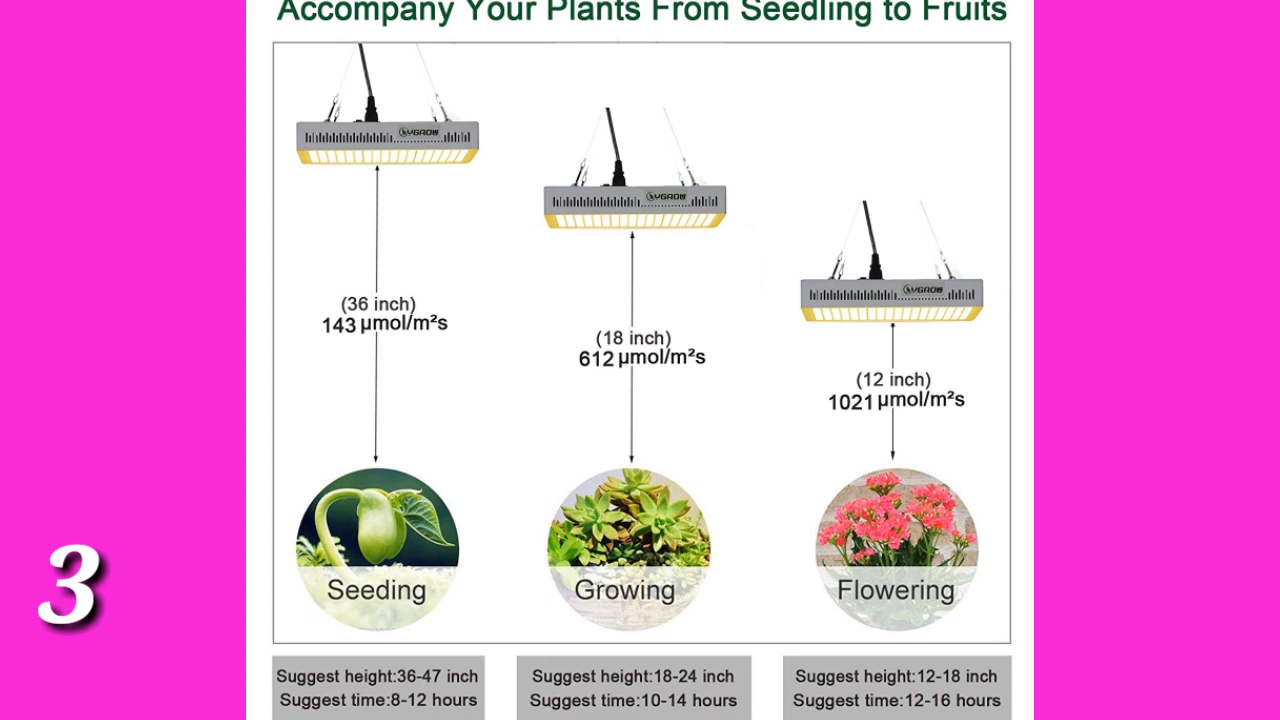 Accompany Your Plants From Seedling to Fruits
VGROW
VGROW
VGROW
(36 inch)
143 µmol/m²s
(18 inch)
612 µmol/m²s
(12 inch)
1021 µmol/m²s
Seeding
Growing
Flowering
3
Suggest height:36-47 inch
Suggest time:8-12 hours
Suggest height:18-24 inch
Suggest time:10-14 hours
Suggest height:12-18 inch
Suggest time:12-16 hours